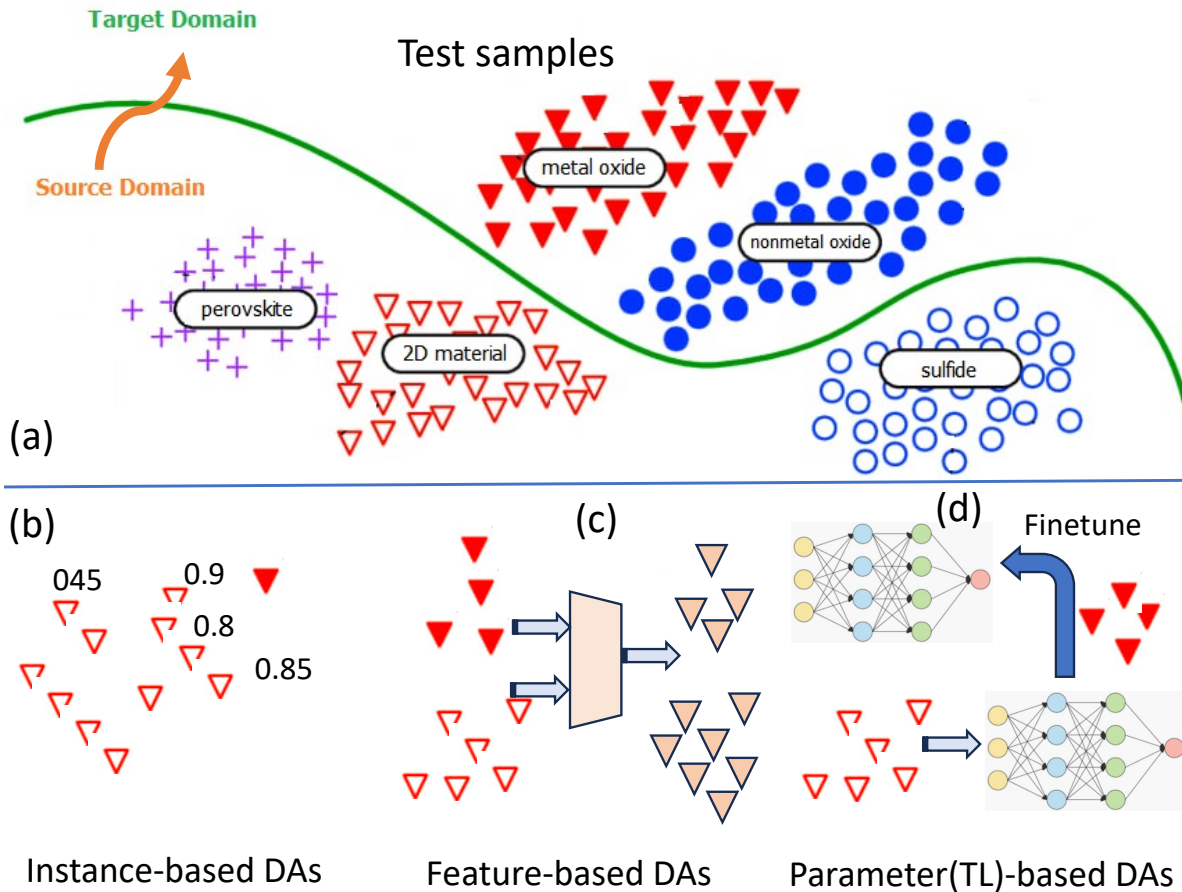 Target Domain
Test samples
metal oxide
Source Domain
nonmetal oxide
perovskite
2D material
sulfide
(a)
(b)
(c)
(d)
Finetune
045
0.9
0.8
0.85
Instance-based DAs
Feature-based DAs
Parameter(TL)-based DAs